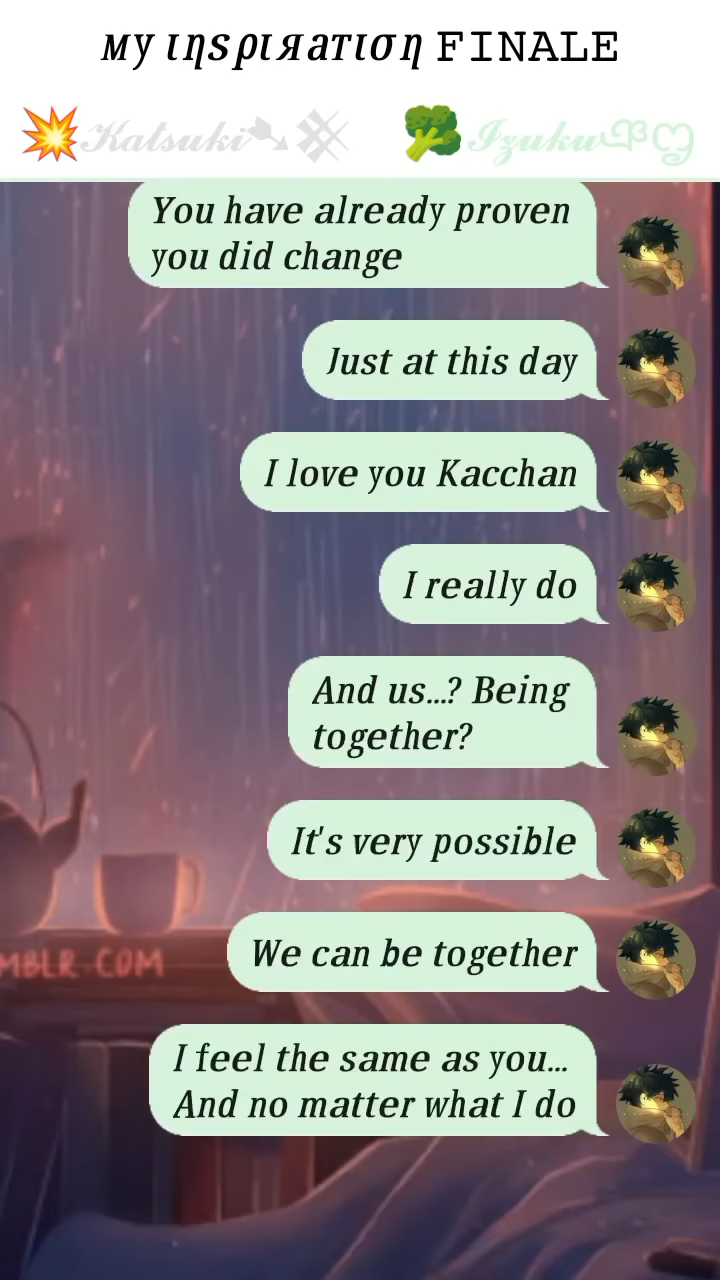 му ιηѕριяатισи FINALE
💥Katsuki
🥦Izuku
You have already proven
you did change
Just at this day
I love you Kacchan
I really do
And us...? Being
together?
It's very possible
We can be together
MBLR.COM
I feel the same as you...
And no matter what I do